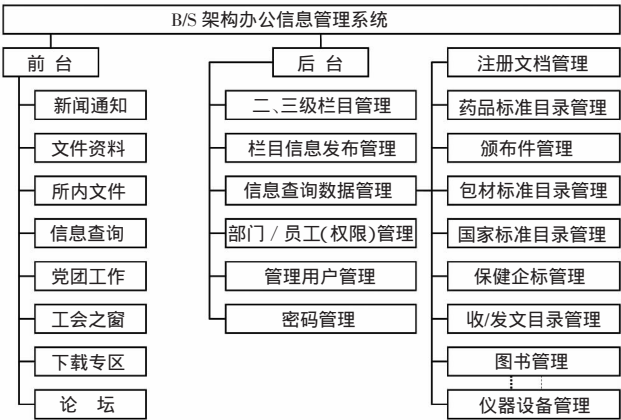 B/S 架构办公信息管理系统
前 台
新闻通知
文件资料
所内文件
信息查询
党团工作
工会之窗
下载专区
论 坛
后 台
二、三级栏目管理
栏目信息发布管理
信息查询数据管理
部门 / 员工(权限)管理
管理用户管理
密码管理
注册文档管理
药品标准目录管理
颁布件管理
包材标准目录管理
国家标准目录管理
保健企标管理
收/发文目录管理
图书管理
仪器设备管理